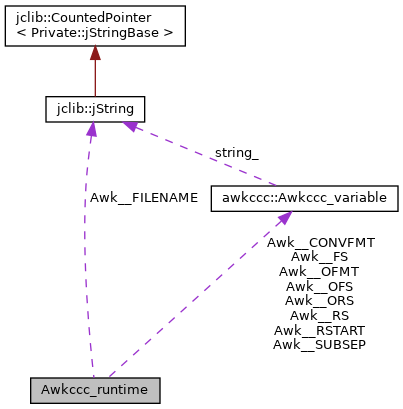 jclib::CountedPointer
< Private::jStringBase >
jclib::jString
string_
Awk__FILENAME
awkccc::Awkccc_variable
Awk__CONVFMT
Awk__FS
Awk__OFMT
Awk__OFS
Awk__ORS
Awk__RS
Awk__RSTART
Awk__SUBSEP
Awkccc_runtime